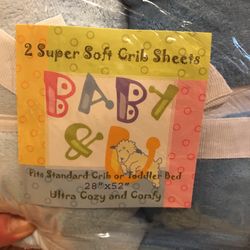 2 Super Soft Crib Sheets
BABY
& U
Fits Standard Crib or Toddler Bed
28"x52"
Ultra Cozy and Comfy